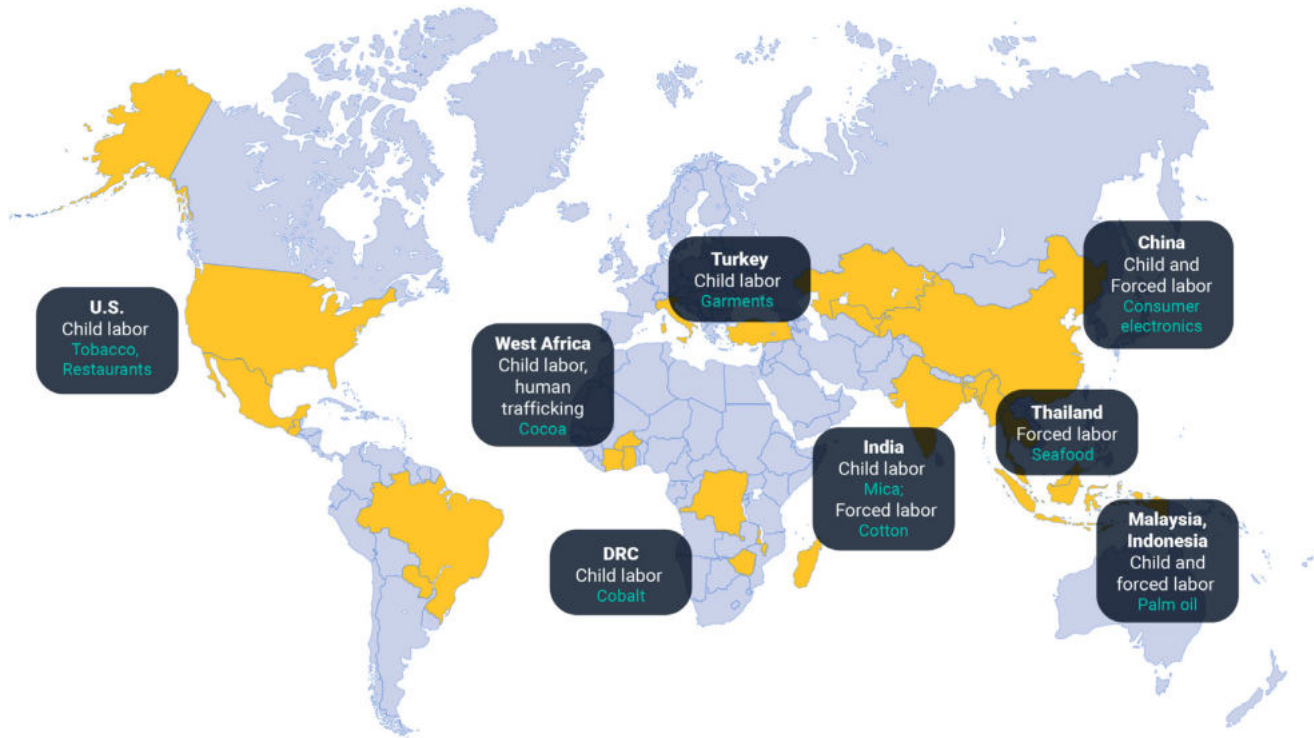 U.S.
Child labor
Tobacco,
Restaurants
West Africa
Child labor,
human
trafficking
Cocoa
Turkey
Child labor
Garments
China
Child and
Forced labor
Consumer
electronics
Thailand
Forced labor
Seafood
India
Child labor
Mica;
Forced labor
Cotton
DRC
Child labor
Cobalt
Malaysia,
Indonesia
Child and
forced labor
Palm oil